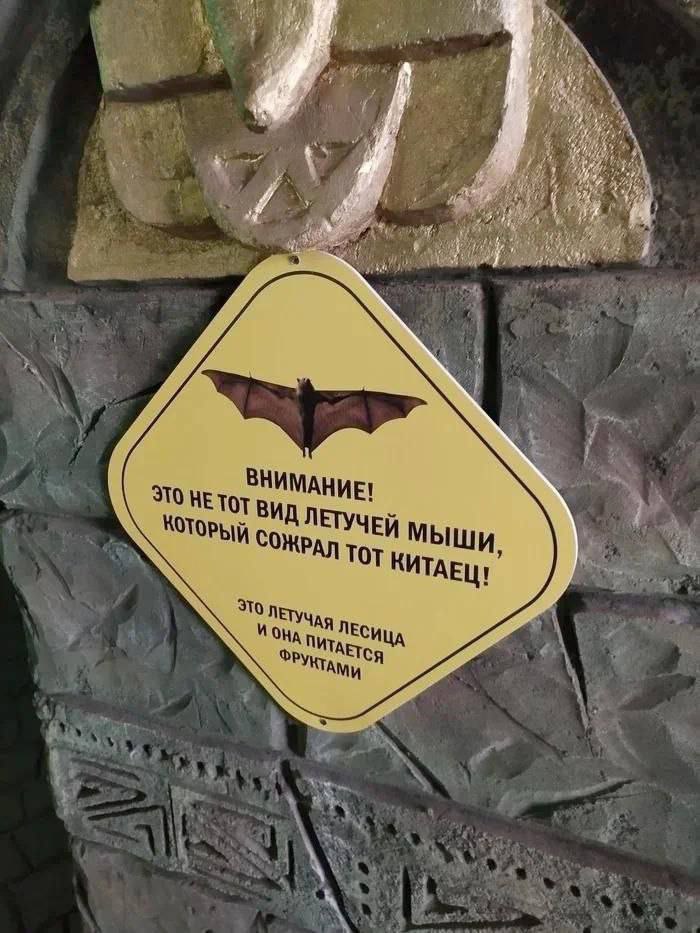 ВНИМАНИЕ!
ЭТО НЕ ТОТ ВИД ЛЕТУЧЕЙ МЫШИ,
КОТОРЫЙ СОЖРАЛ ТОТ КИТАЕЦ!
ЭТО ЛЕТУЧАЯ ЛЕСИЦА
И ОНА ПИТАЕТСЯ
ФРУКТАМИ